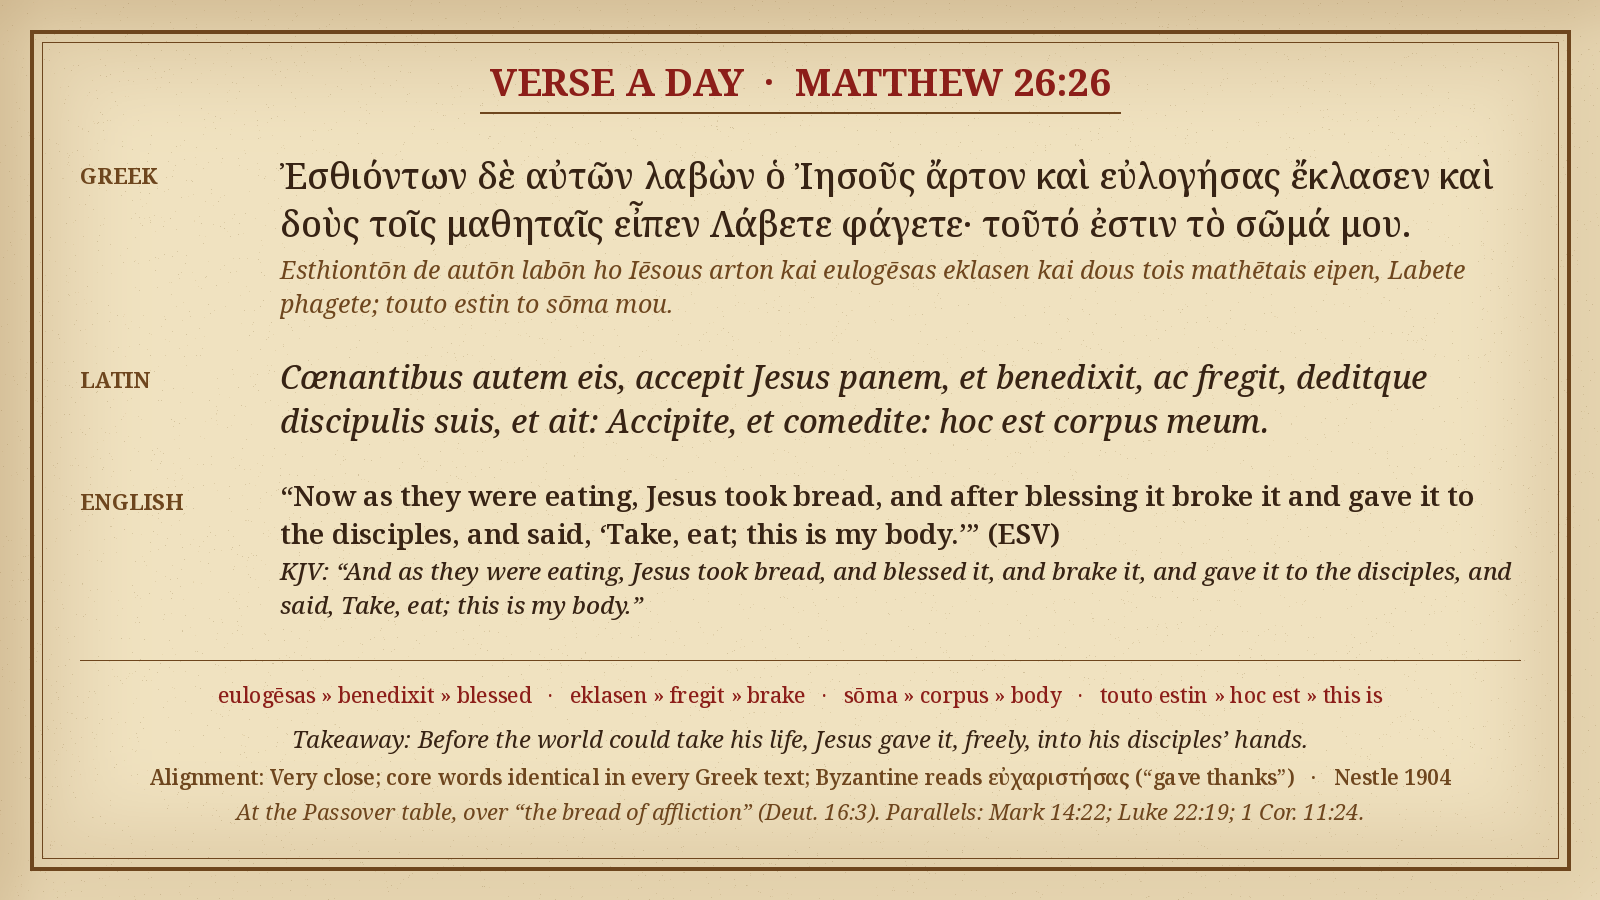 VERSE A DAY · MATTHEW 26:26
GREEK
Ἐσθιόντων δὲ αὐτῶν λαβὼν ὁ Ἰησοῦς ἄρτον καὶ εὐλογήσας ἔκλασεν καὶ
δοὺς τοῖς μαθηταῖς εἶπεν Λάβετε φάγετε· τοῦτό ἐστιν τὸ σῶμά μου.
Esthiontōn de autōn labōn ho Iēsous arton kai eulogēsas eklasen kai dous tois mathētais eipen, Labete
phagete; touto estin to sōma mou.
LATIN
Cœnantibus autem eis, accepit Jesus panem, et benedixit, ac fregit, deditque
discipulis suis, et ait: Accipite, et comedite: hoc est corpus meum.
ENGLISH
“Now as they were eating, Jesus took bread, and after blessing it broke it and gave it to
the disciples, and said, ‘Take, eat; this is my body.’” (ESV)
KJV: “And as they were eating, Jesus took bread, and blessed it, and brake it, and gave it to the disciples, and
said, Take, eat; this is my body.”
eulogēsas » benedixit » blessed · eklasen » fregit » brake · sōma » corpus » body · touto estin » hoc est » this is
Takeaway: Before the world could take his life, Jesus gave it, freely, into his disciples’ hands.
Alignment: Very close; core words identical in every Greek text; Byzantine reads εὐχαριστήσας (“gave thanks”) · Nestle 1904
At the Passover table, over “the bread of affliction” (Deut. 16:3). Parallels: Mark 14:22; Luke 22:19; 1 Cor. 11:24.